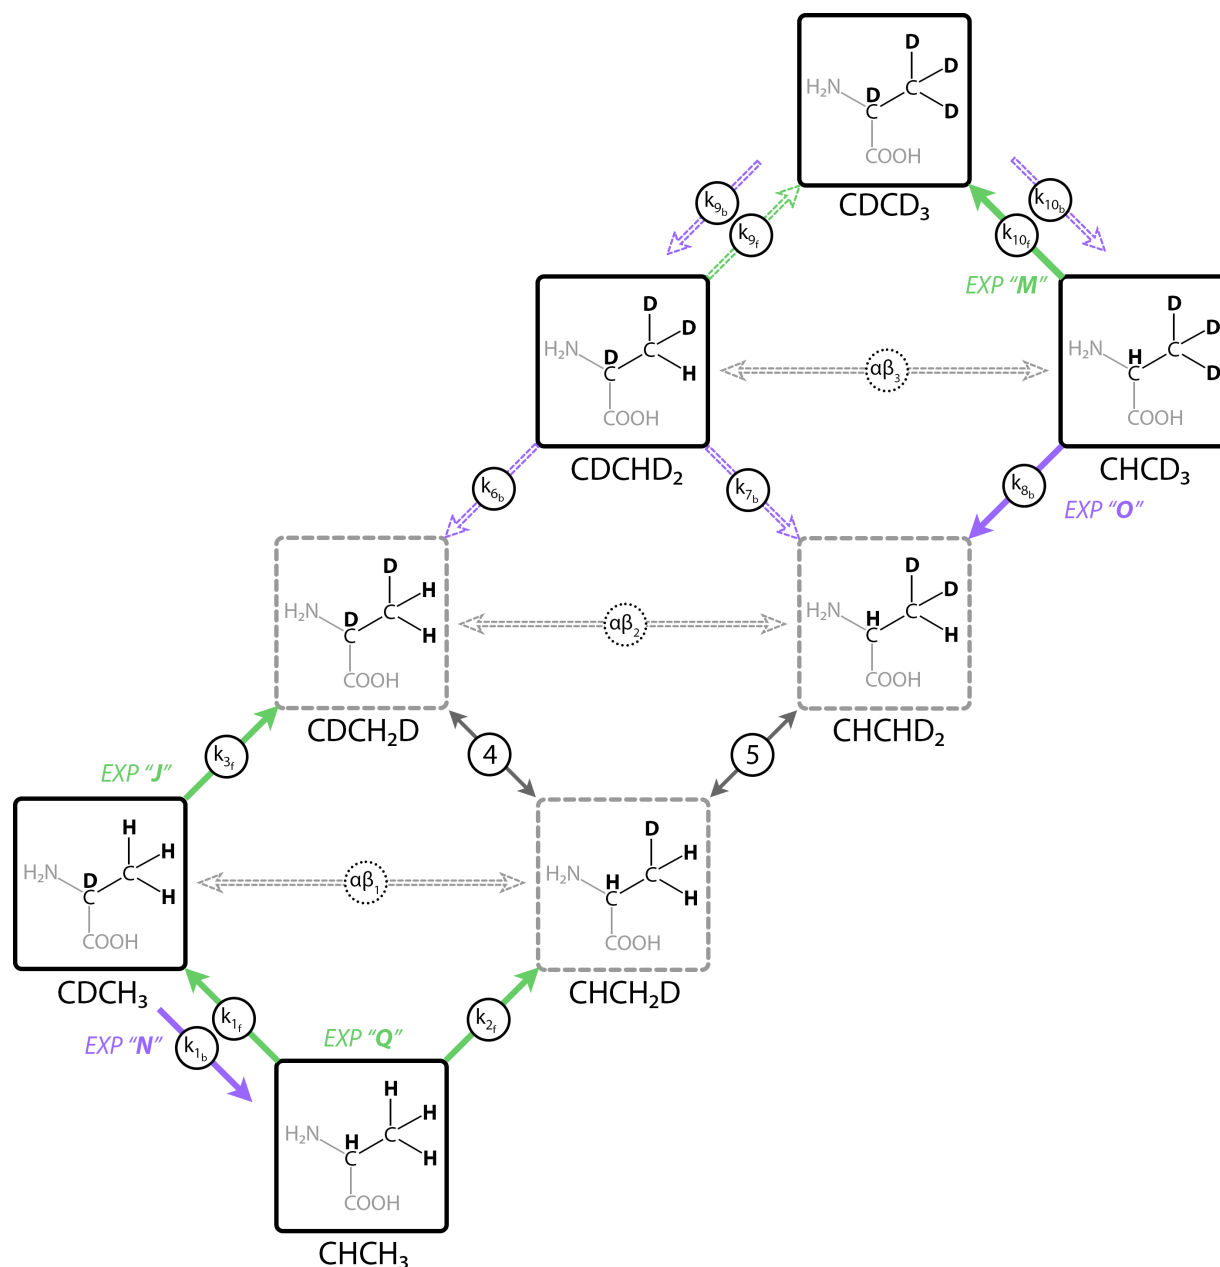 D
D
D
D
H₂N
C
C
COOH
CDCD₃
k9b
k9f
k10b
k10f
EXP “M”
D
D
D
H
H₂N
C
C
COOH
CDCHD₂
αβ₃
D
D
D
H
H₂N
C
C
COOH
CHCD₃
k6b
k7b
k8b
EXP “O”
D
H
D
H
H₂N
C
C
COOH
CDCH₂D
αβ₂
D
D
H
H
H₂N
C
C
COOH
CHCHD₂
k3f
EXP “J”
4
5
H
H
D
H
H₂N
C
C
COOH
CDCH₃
αβ₁
D
H
H
H
H₂N
C
C
COOH
CHCH₂D
k1f
k1b
EXP “N”
EXP “Q”
k2f
H
H
H
H
H₂N
C
C
COOH
CHCH₃